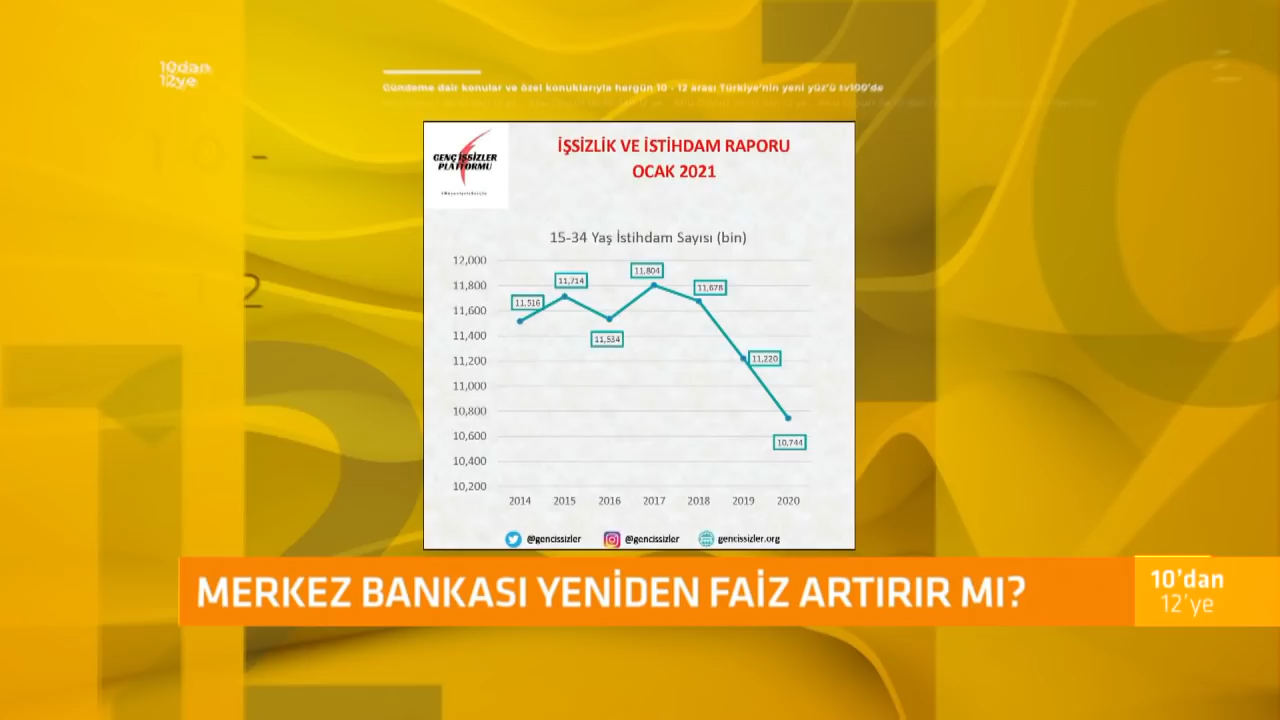 10dan
12ye
Gündeme dair konular ve özel konuklarıyla hergün 10 - 12 arası Türkiye'nin yeni yüz'ü tv100'de
10 -
12
GENÇ İŞSİZLER
PLATFORMU
İŞSİZLİK VE İSTİHDAM RAPORU
OCAK 2021
15-34 Yaş İstihdam Sayısı (bin)
12,000
11,800
11,600
11,400
11,200
11,000
10,800
10,600
10,400
10,200
11,516
11,714
11,534
11,804
11,678
11,220
10,744
2014 2015 2016 2017 2018 2019 2020
@gencissizler @gencissizler gencissizler.org
MERKEZ BANKASI YENİDEN FAİZ ARTIRIR MI?
10'dan
12'ye